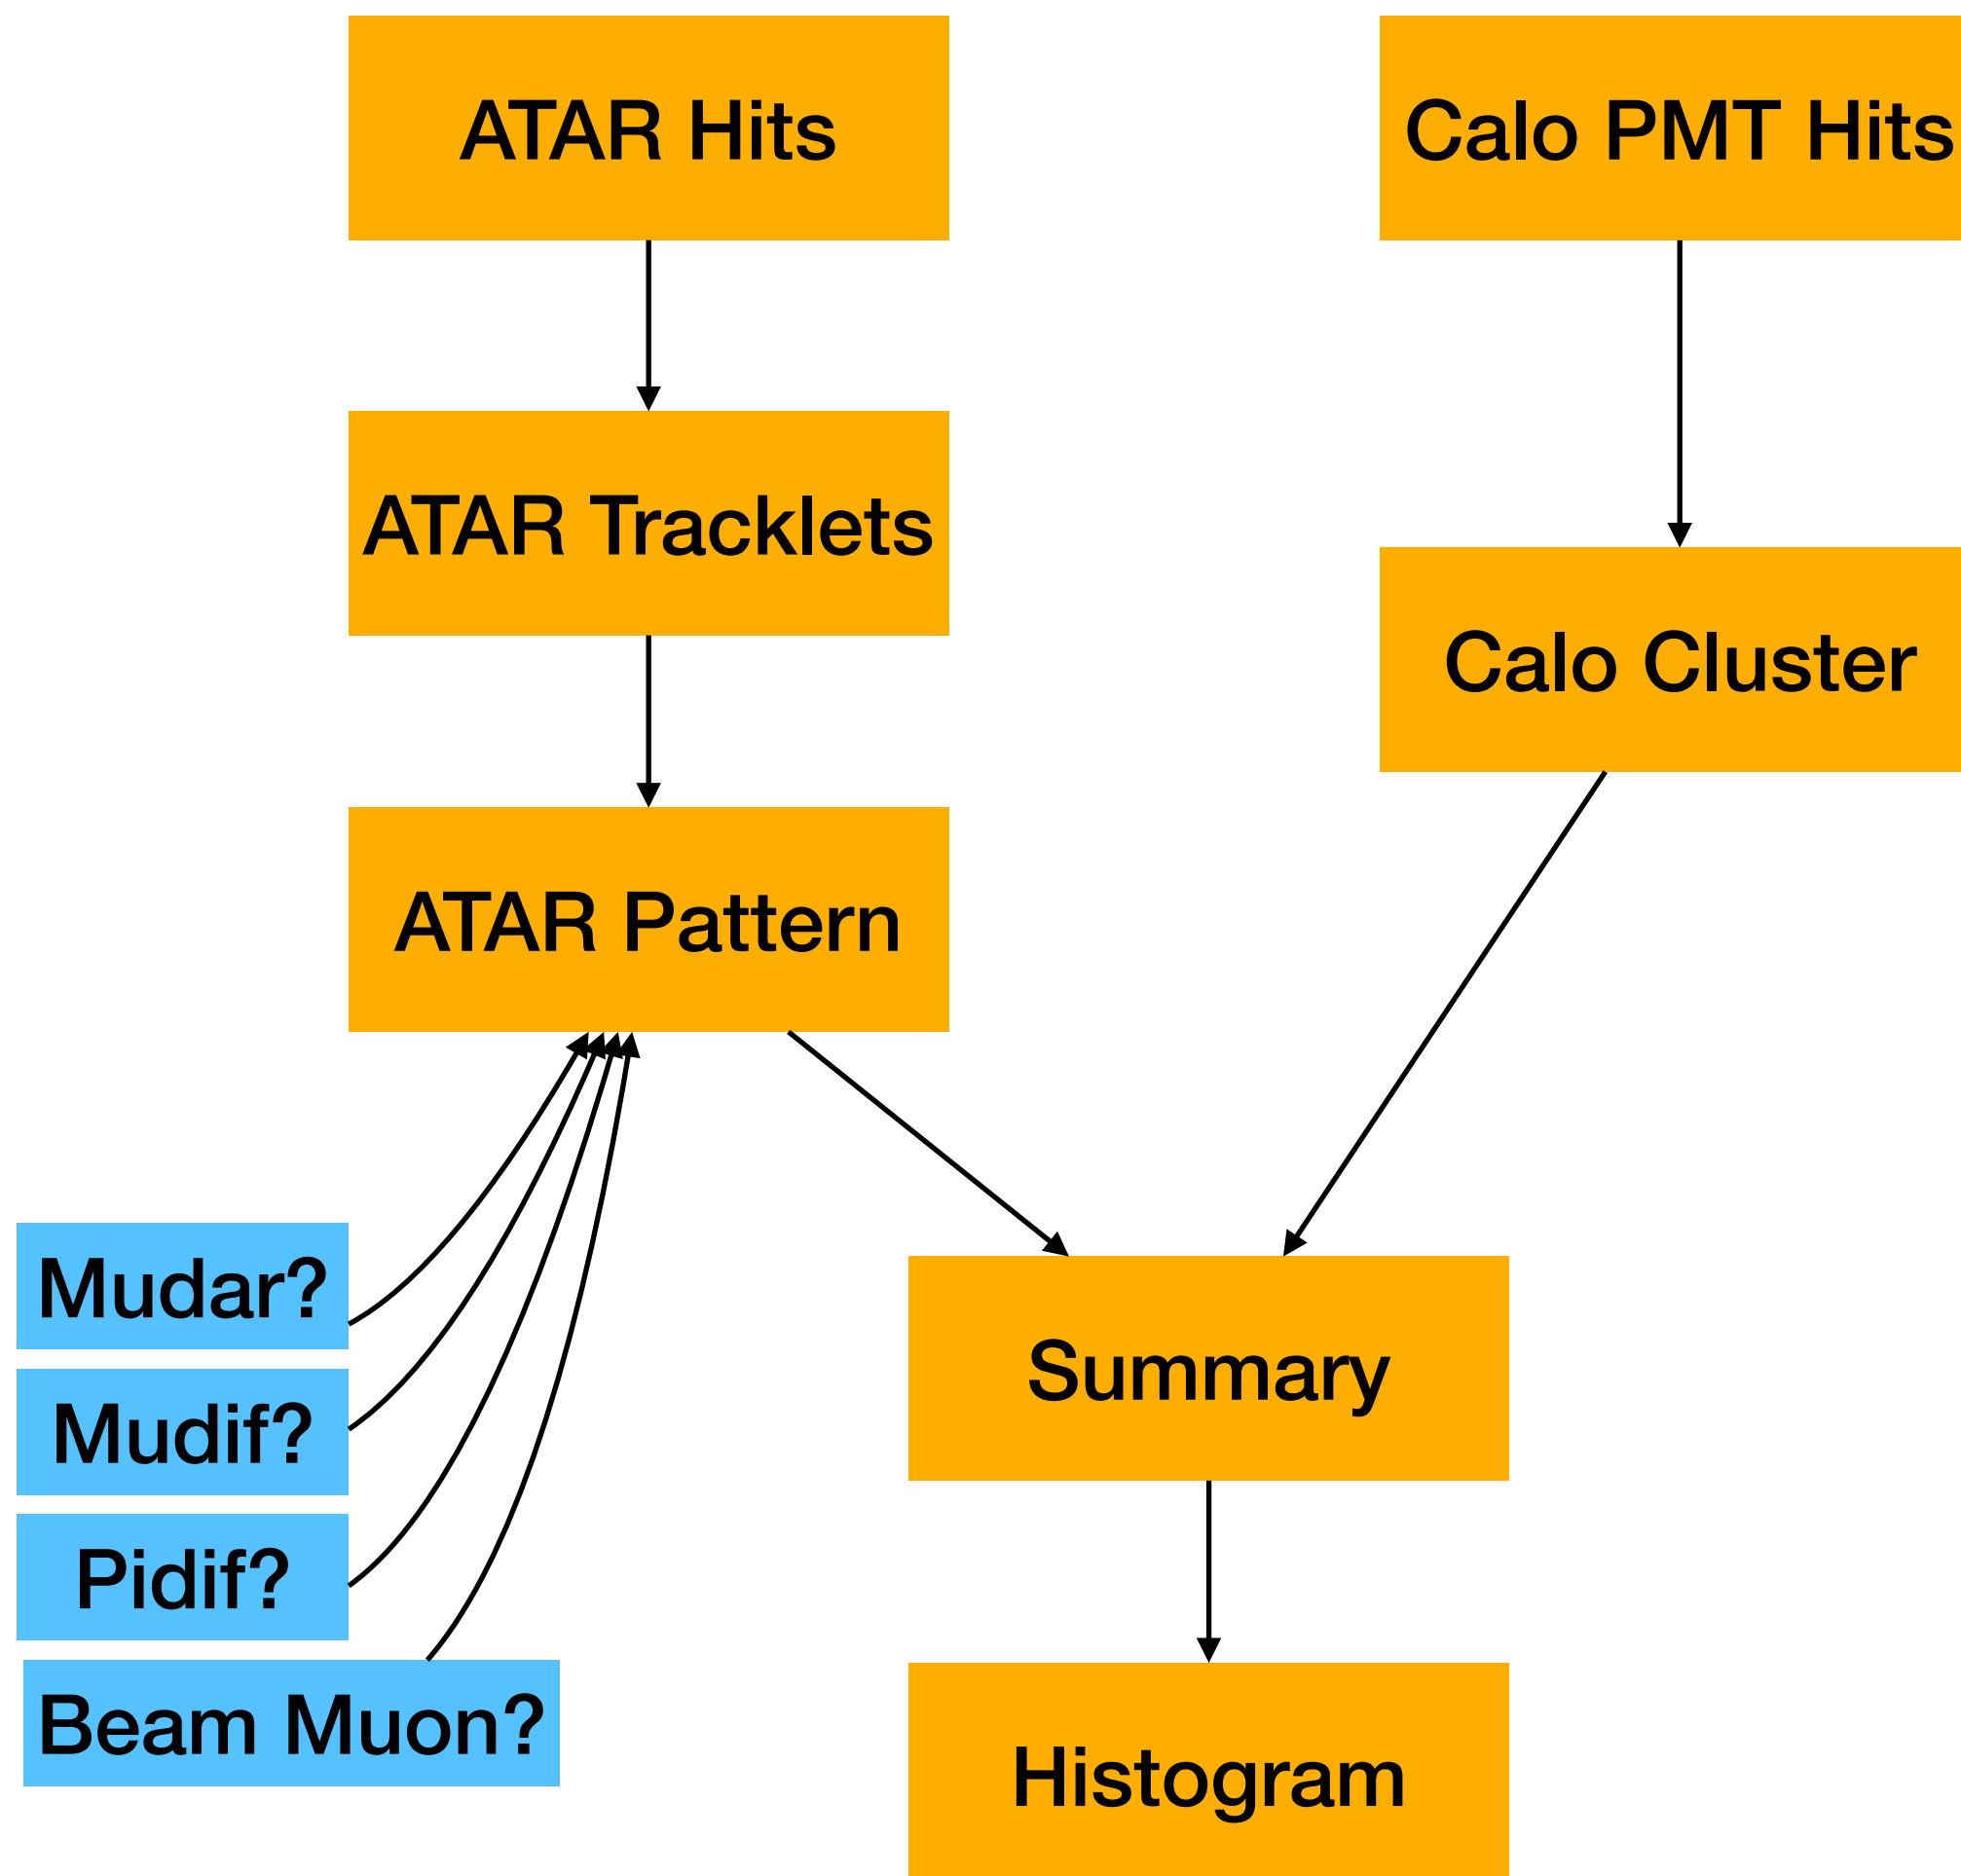 ATAR Hits
Calo PMT Hits
ATAR Tracklets
Calo Cluster
ATAR Pattern
Mudar?
Mudif?
Pidif?
Beam Muon?
Summary
Histogram